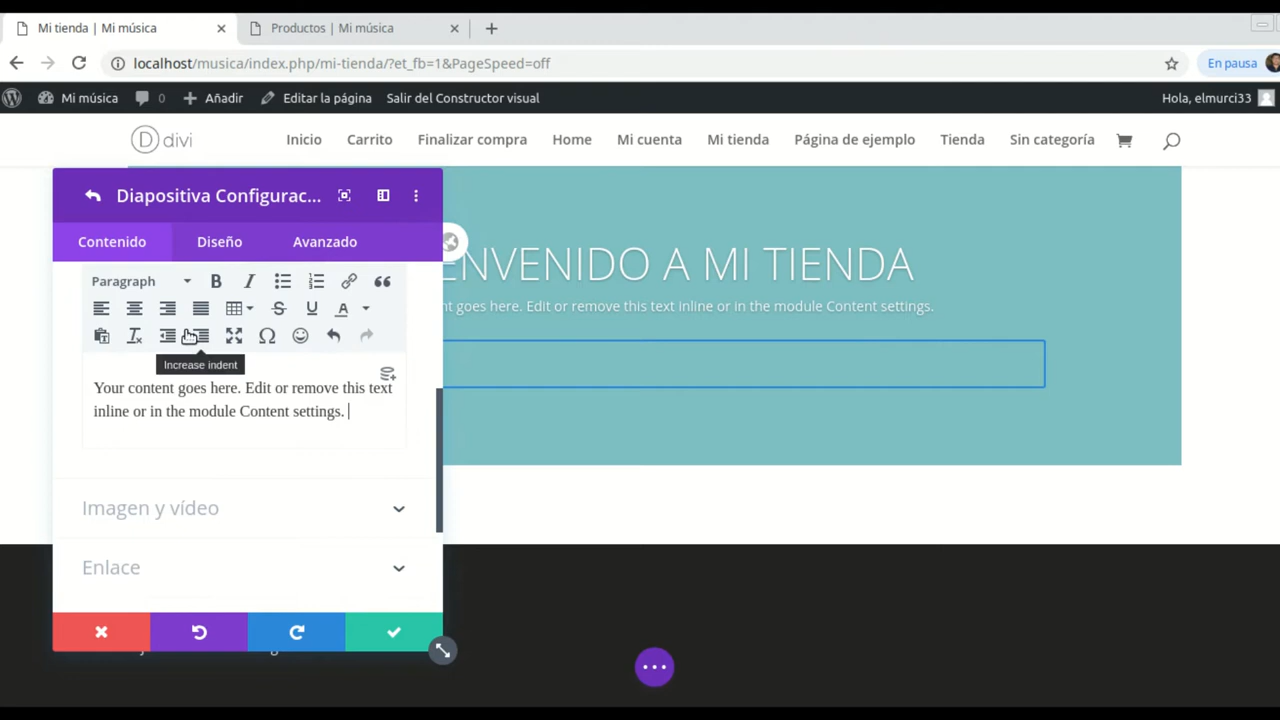 Mi tienda | Mi música
Productos | Mi música
localhost/musica/index.php/mi-tienda/?et_fb=1&PageSpeed=off
En pausa
Mi música
0
Añadir
Editar la página
Salir del Constructor visual
Hola, elmurci33
D divi
Inicio
Carrito
Finalizar compra
Home
Mi cuenta
Mi tienda
Página de ejemplo
Tienda
Sin categoría
Diapositiva Configurac...
Contenido
Diseño
Avanzado
ENVENIDO A MI TIENDA
nt goes here. Edit or remove this text inline or in the module Content settings.
Paragraph
B
I
U
A
Increase indent
Your content goes here. Edit or remove this text
inline or in the module Content settings.
Imagen y vídeo
Enlace